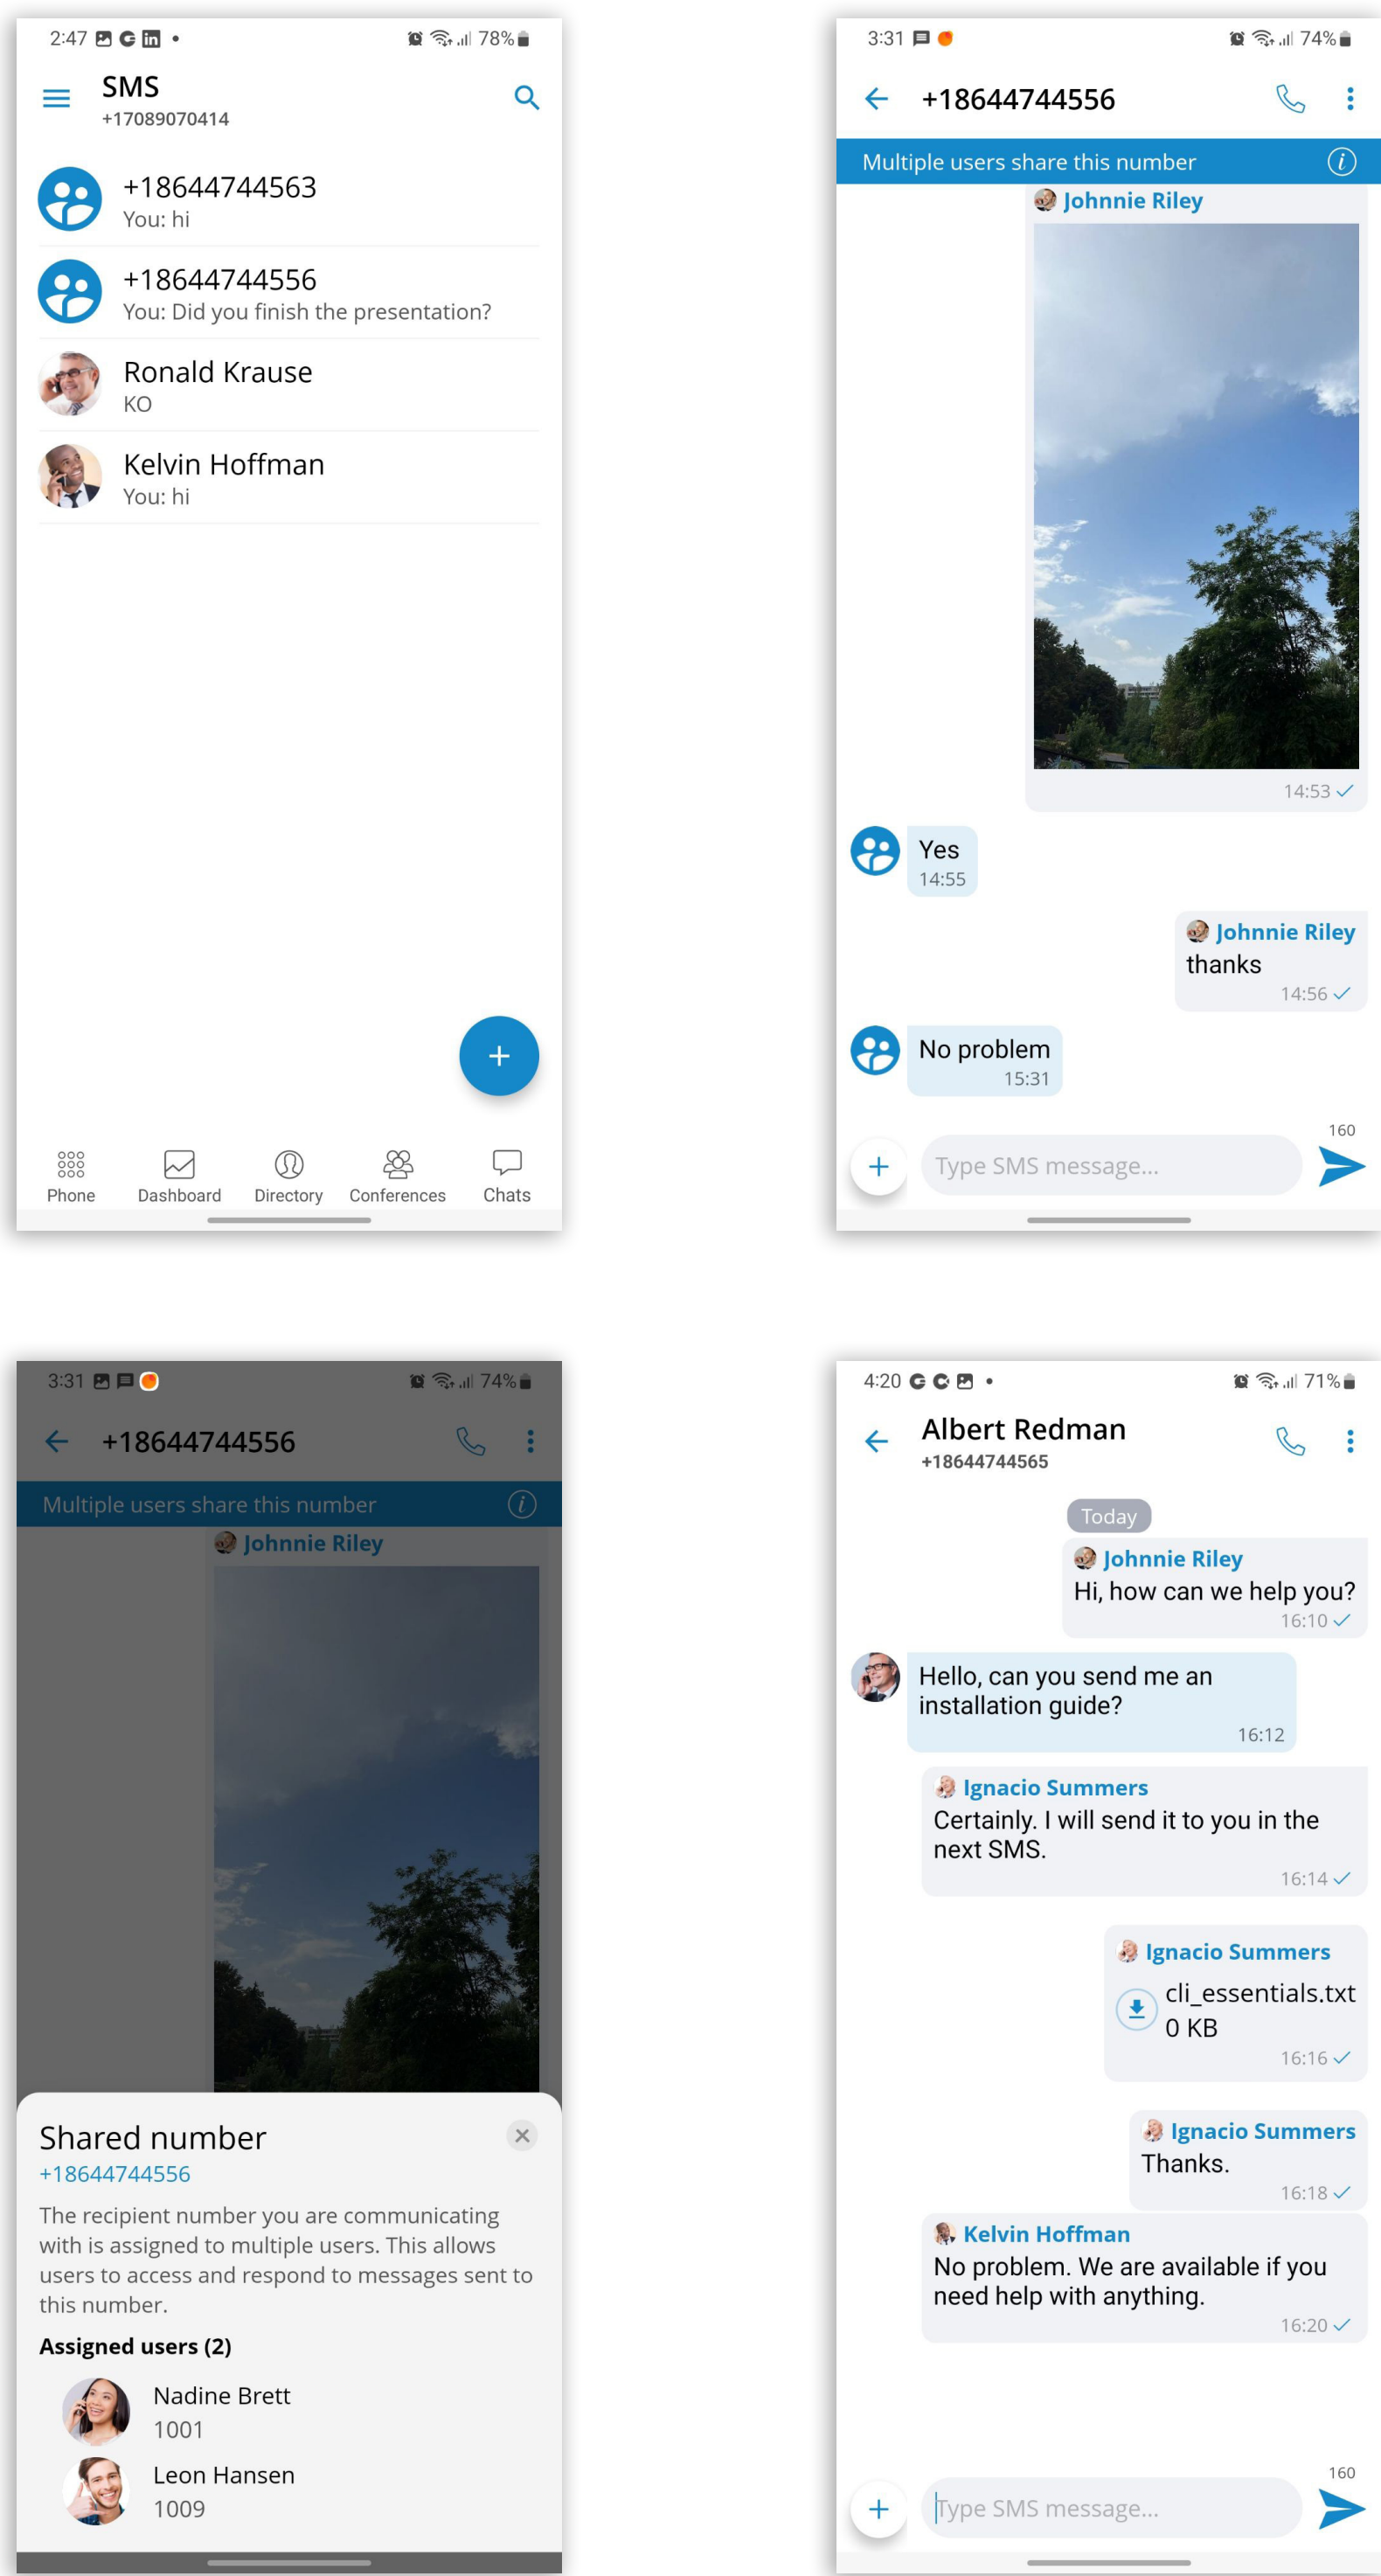 2:47
78%
SMS
+17089070414
+18644744563
You: hi
+18644744556
You: Did you finish the presentation?
Ronald Krause
KO
Kelvin Hoffman
You: hi
+
Phone Dashboard Directory Conferences Chats
3:31
74%
+18644744556
Multiple users share this number
Johnnie Riley
14:53
Yes
14:55
Johnnie Riley
thanks
14:56
No problem
15:31
160
Type SMS message...
3:31
74%
+18644744556
Multiple users share this number
Johnnie Riley
Shared number
+18644744556
The recipient number you are communicating
with is assigned to multiple users. This allows
users to access and respond to messages sent to
this number.
Assigned users (2)
Nadine Brett
1001
Leon Hansen
1009
4:20
71%
Albert Redman
+18644744565
Today
Johnnie Riley
Hi, how can we help you?
16:10
Hello, can you send me an
installation guide?
16:12
Ignacio Summers
Certainly. I will send it to you in the
next SMS.
16:14
Ignacio Summers
cli_essentials.txt
0 KB
16:16
Ignacio Summers
Thanks.
16:18
Kelvin Hoffman
No problem. We are available if you
need help with anything.
16:20
160
Type SMS message...